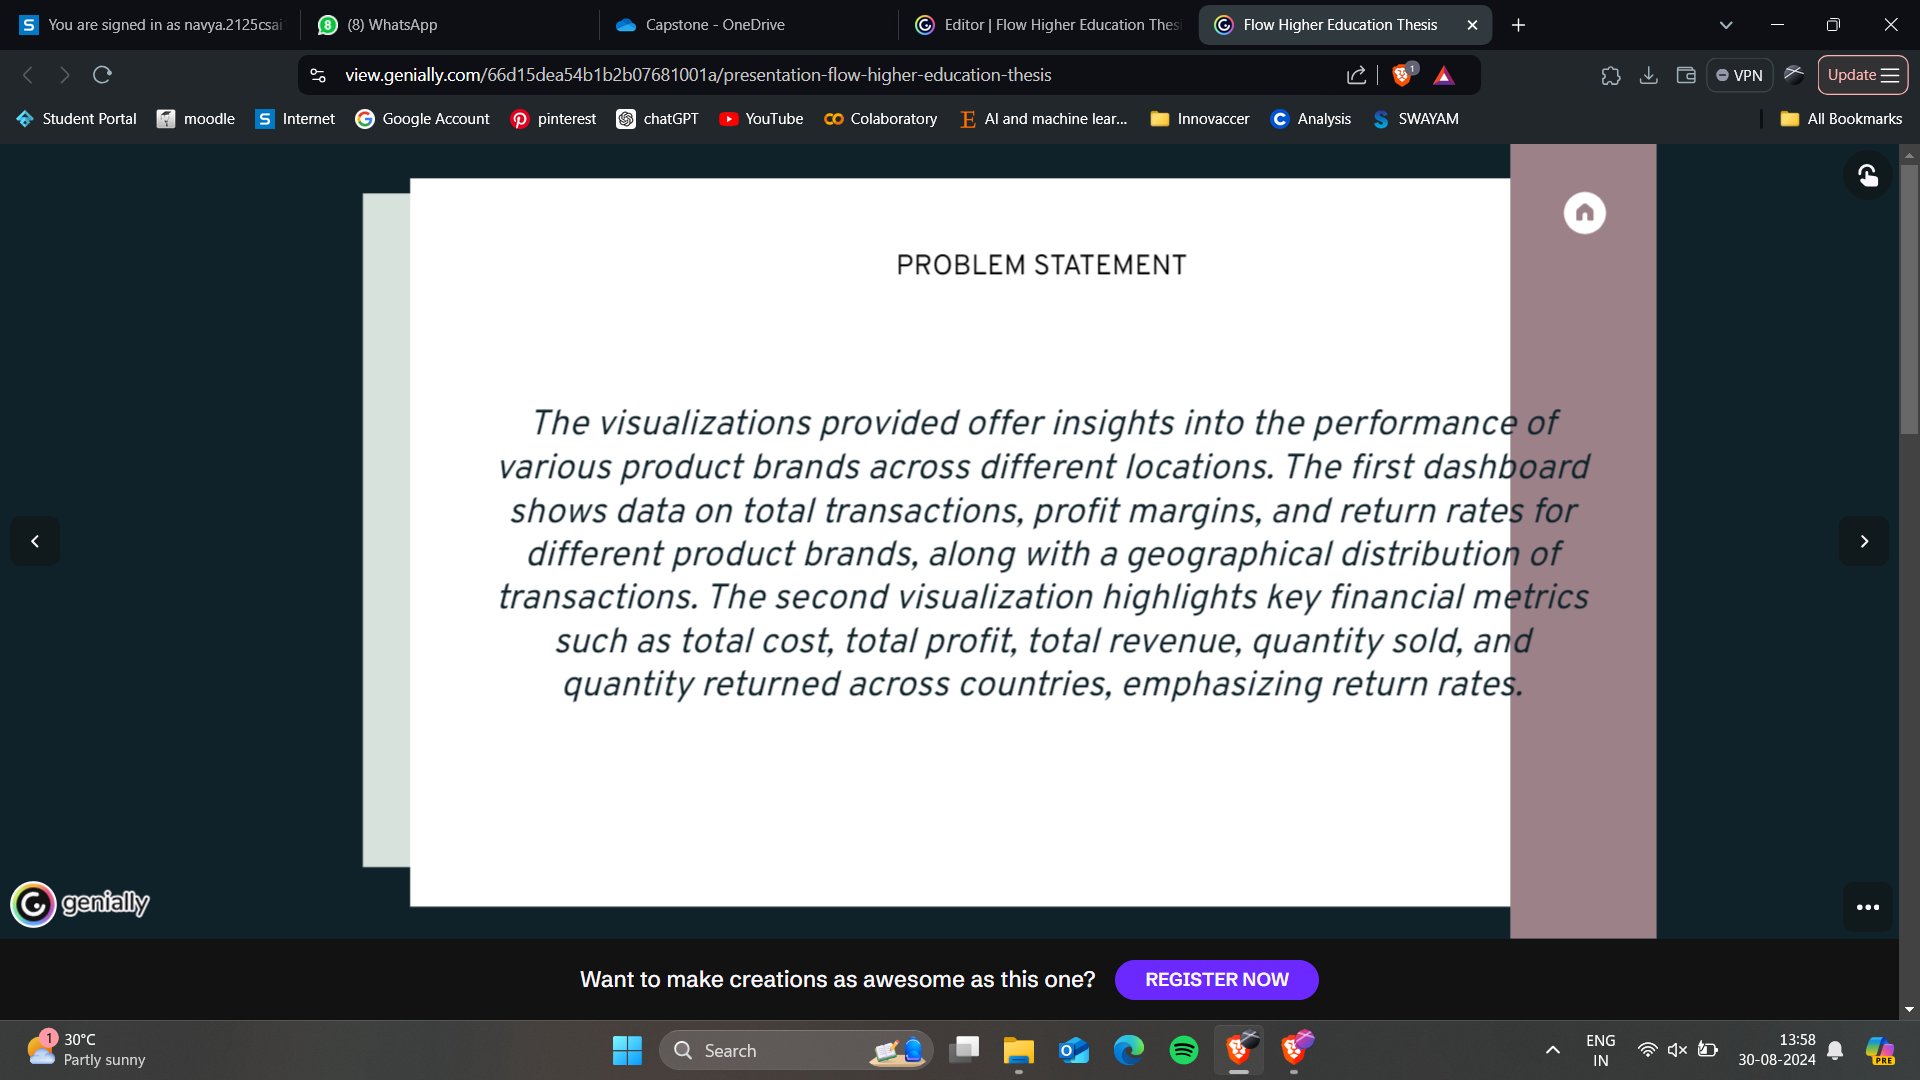 You are signed in as navya.2125csai
(8) WhatsApp
Capstone - OneDrive
Editor | Flow Higher Education Thesi
Flow Higher Education Thesis
view.genially.com/66d15dea54b1b2b07681001a/presentation-flow-higher-education-thesis
1
VPN
Update
Student Portal
moodle
Internet
Google Account
pinterest
chatGPT
YouTube
Colaboratory
AI and machine lear...
Innovaccer
Analysis
SWAYAM
All Bookmarks
PROBLEM STATEMENT
The visualizations provided offer insights into the performance of
various product brands across different locations. The first dashboard
shows data on total transactions, profit margins, and return rates for
different product brands, along with a geographical distribution of
transactions. The second visualization highlights key financial metrics
such as total cost, total profit, total revenue, quantity sold, and
quantity returned across countries, emphasizing return rates.
genially
Want to make creations as awesome as this one?
REGISTER NOW
1
30°C
Partly sunny
Search
ENG
IN
13:58
30-08-2024
PRE